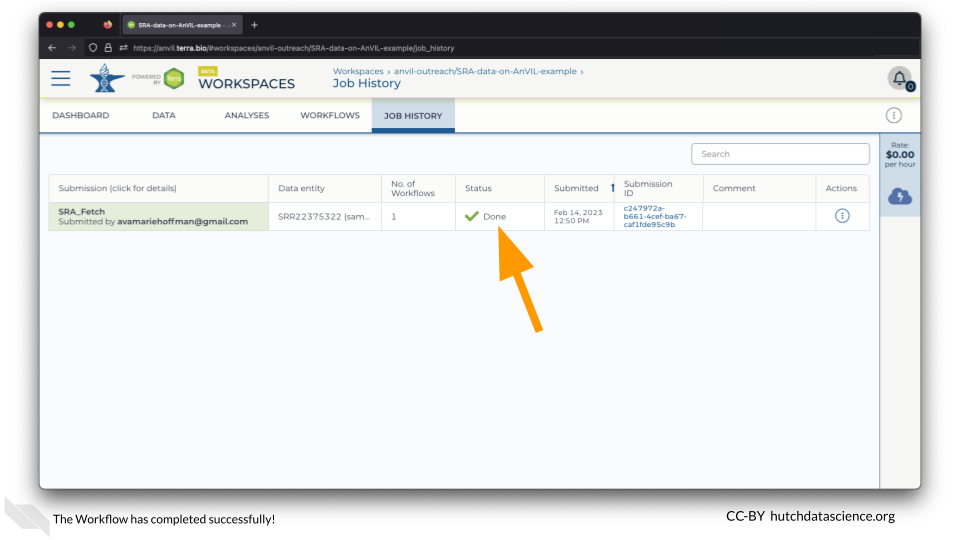 SRA-data-on-AnVIL-example - ×
+
https://anvil.terra.bio/#workspaces/anvil-outreach/SRA-data-on-AnVIL-example/job_history
POWERED BY
Terra
BETA
WORKSPACES
Workspaces › anvil-outreach/SRA-data-on-AnVIL-example ›
Job History
0
DASHBOARD DATA ANALYSES WORKFLOWS JOB HISTORY
Search
Rate:
$0.00
per hour
Submission (click for details) Data entity No. of Workflows Status Submitted Submission ID Comment Actions
SRA_Fetch
Submitted by avamariehoffman@gmail.com
SRR22375322 (sam...
1
Done
Feb 14, 2023
12:50 PM
c247972a-
b661-4cef-ba67-
caf1fde95c9b
The Workflow has completed successfully!
CC-BY hutchdatascience.org